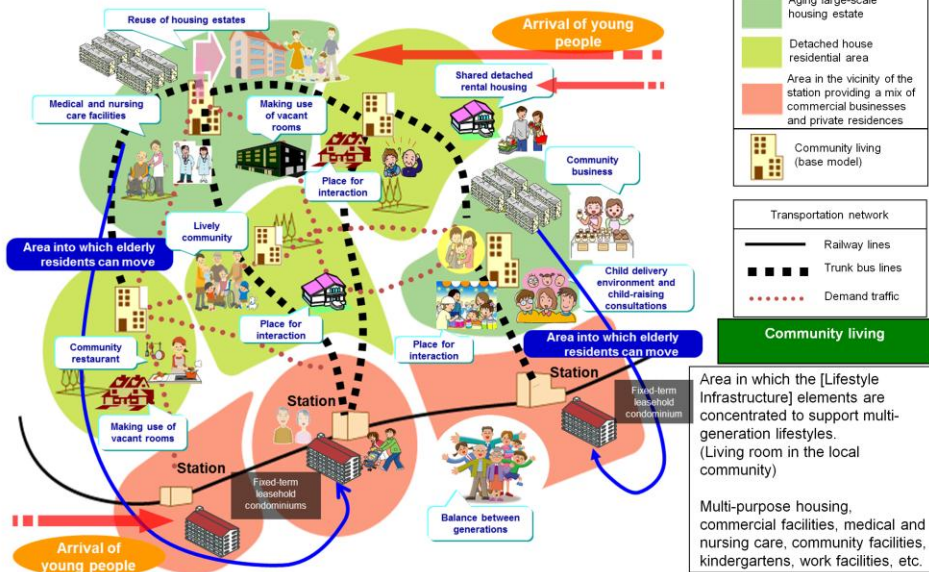 Reuse of housing estates
Arrival of young
people
Medical and nursing
care facilities
Making use
of vacant
rooms
Shared detached
rental housing
Place for
interaction
Community
business
Lively
community
Area into which elderly
residents can move
Child delivery
environment and
child-raising
consultations
Place for
interaction
Place for
interaction
Area into which elderly
residents can move
Community
restaurant
Making use of
vacant rooms
Station
Station
Station
Fixed-term
leasehold
condominium
Fixed-term
leasehold
condominiums
Balance between
generations
Arrival of
young people
Aging large-scale
housing estate
Detached house
residential area
Area in the vicinity of the
station providing a mix of
commercial businesses
and private residences
Community living
(base model)
Transportation network
Railway lines
Trunk bus lines
Demand traffic
Community living
Area in which the [Lifestyle
Infrastructure] elements are
concentrated to support multi-
generation lifestyles.
(Living room in the local
community)
Multi-purpose housing,
commercial facilities, medical and
nursing care, community facilities,
kindergartens, work facilities, etc.